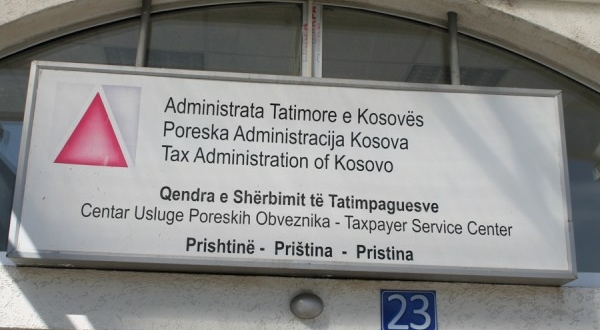 Administrata Tatimore e Kosovës
Poreska Administracija Kosova
Tax Administration of Kosovo
Qendra e Shërbimit të Tatimpaguesve
Centar Usluge Poreskih Obveznika - Taxpayer Service Center
Prishtinë - Priština - Pristina
23